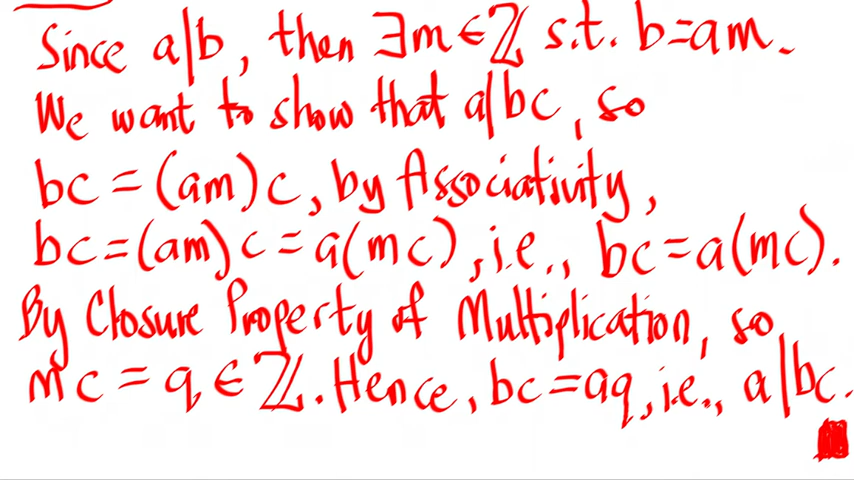 Since a|b, then ∃m∈ℤ s.t. b=am.
We want to show that a|bc, so
bc=(am)c, by Associativity,
bc=(am)c=a(mc), i.e., bc=a(mc).
By Closure Property of Multiplication, so
mc=q∈ℤ. Hence, bc=aq, i.e., a|bc.